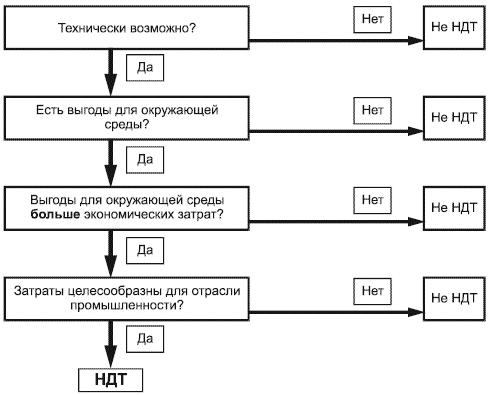 Технически возможно?
Нет
Не НДТ
Да
Есть выгоды для окружающей
среды?
Нет
Не НДТ
Да
Выгоды для окружающей среды
больше экономических затрат?
Нет
Не НДТ
Да
Затраты целесообразны для отрасли
промышленности?
Нет
Не НДТ
Да
НДТ